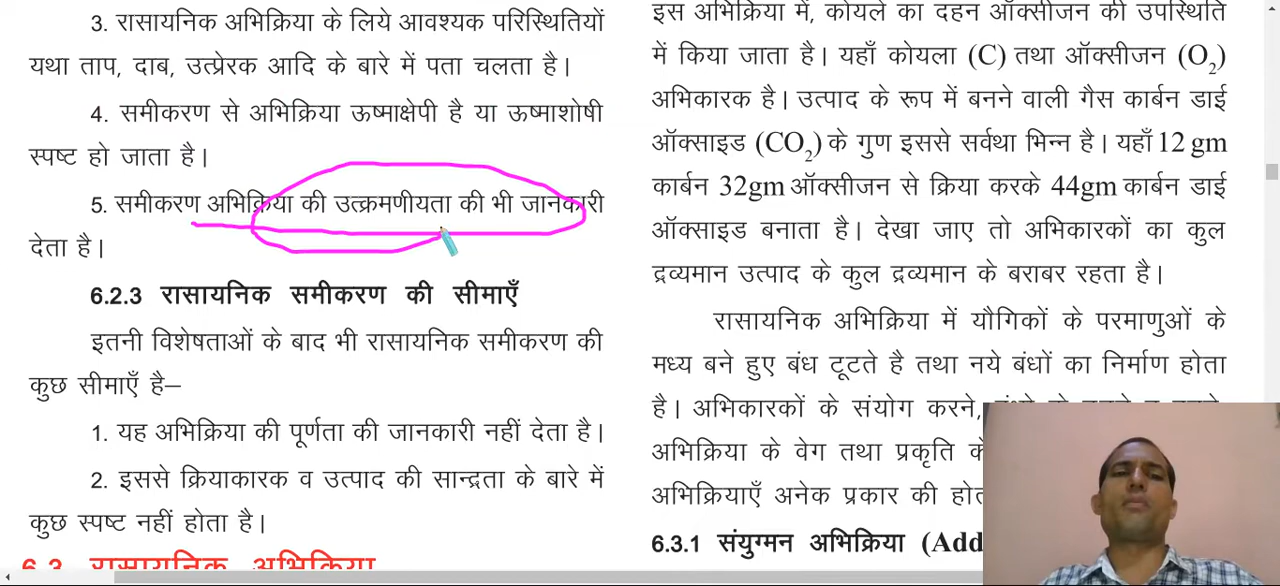 3. रासायनिक अभिक्रिया के लिये आवश्यक परिस्थितियों
यथा ताप, दाब, उत्प्रेरक आदि के बारे में पता चलता है।
4. समीकरण से अभिक्रिया ऊष्माक्षेपी है या ऊष्माशोषी
स्पष्ट हो जाता है।
5. समीकरण अभिक्रिया की उत्क्रमणीयता की भी जानकारी
देता है।
6.2.3 रासायनिक समीकरण की सीमाएँ
इतनी विशेषताओं के बाद भी रासायनिक समीकरण की
कुछ सीमाएँ है–
1. यह अभिक्रिया की पूर्णता की जानकारी नहीं देता है।
2. इससे क्रियाकारक व उत्पाद की सान्द्रता के बारे में
कुछ स्पष्ट नहीं होता है।
6.3 रासायनिक अभिक्रिया
इस अभिक्रिया में, कोयले का दहन ऑक्सीजन की उपस्थिति
में किया जाता है। यहाँ कोयला (C) तथा ऑक्सीजन (O₂)
अभिकारक है। उत्पाद के रूप में बनने वाली गैस कार्बन डाई
ऑक्साइड (CO₂) के गुण इससे सर्वथा भिन्न है। यहाँ 12 gm
कार्बन 32gm ऑक्सीजन से क्रिया करके 44gm कार्बन डाई
ऑक्साइड बनाता है। देखा जाए तो अभिकारकों का कुल
द्रव्यमान उत्पाद के कुल द्रव्यमान के बराबर रहता है।
रासायनिक अभिक्रिया में यौगिकों के परमाणुओं के
मध्य बने हुए बंध टूटते है तथा नये बंधों का निर्माण होता
है। अभिकारकों के संयोग करने,
अभिक्रिया के वेग तथा प्रकृति
अभिक्रियाएँ अनेक प्रकार की
6.3.1 संयुग्मन अभिक्रिया (Add